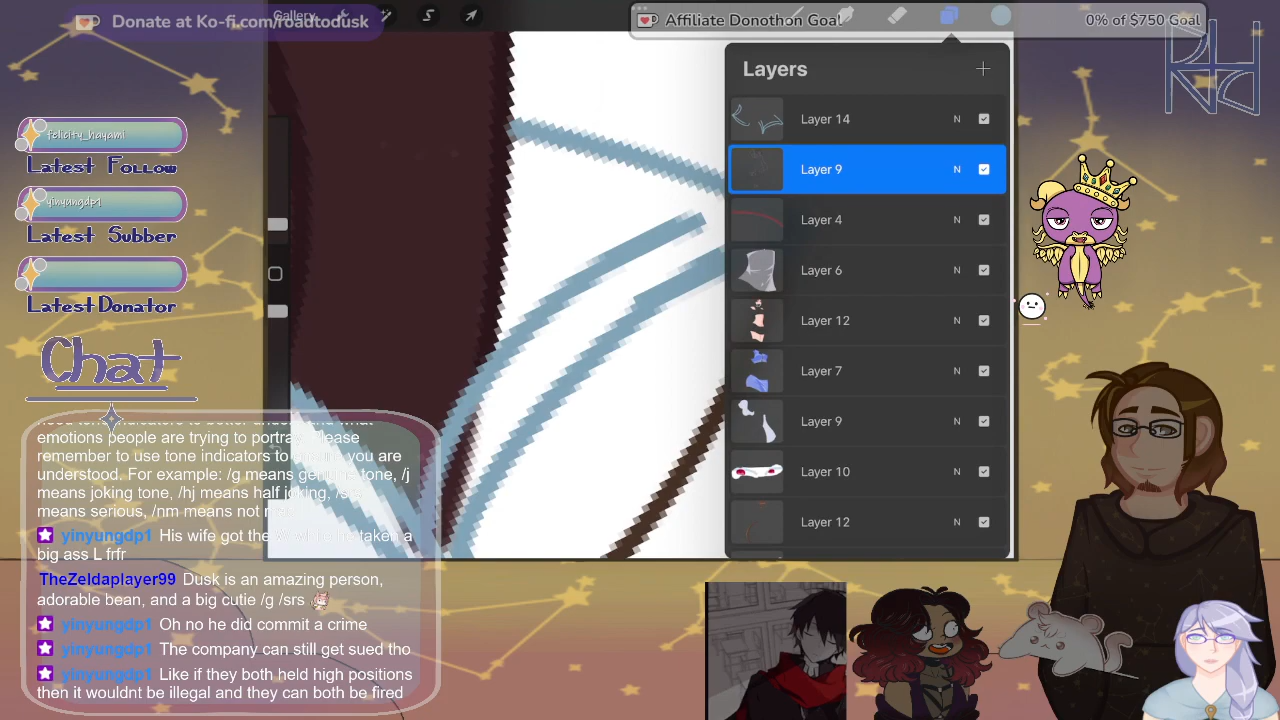 Donate at Ko-fi.com/roadtodusk
Gallery
Affiliate Donothon Goal
0% of $750 Goal
felicity_hayami
Latest Follow
yinyungdp1
Latest Subber
Latest Donator
Chat
emotions people are trying to portray. Please
remember to use tone indicators to you are
understood. For example: /g means genuine tone, /j
means joking tone, /hj means half joking,
means serious, /nm means not
yinyungdp1 His wife got the taken a
big ass L frfr
TheZeldaplayer99 Dusk is an amazing person,
adorable bean, and a big cutie /g /srs
yinyungdp1 Oh no he did commit a crime
yinyungdp1 The company can still get sued tho
yinyungdp1 Like if they both held high positions
then it wouldnt be illegal and they can both be fired
Layers
Layer 14 N
Layer 9 N
Layer 4 N
Layer 6 N
Layer 12 N
Layer 7 N
Layer 9 N
Layer 10 N
Layer 12 N